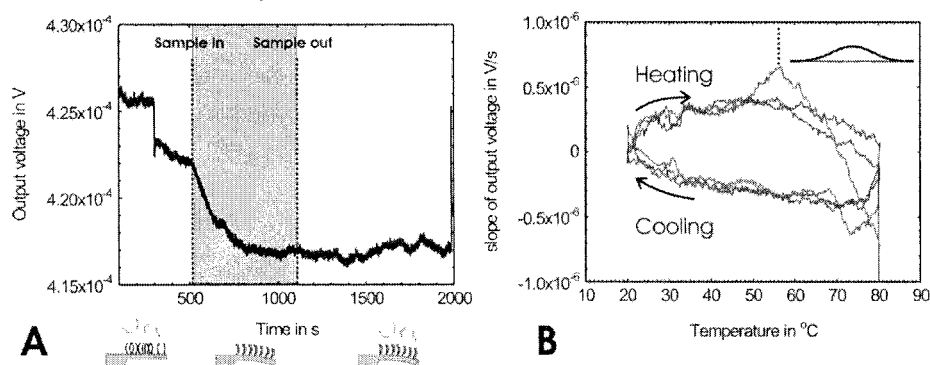 4.30x10-4
4.25x10-4
4.20x10-4
4.15x10-4
Output voltage in V
Sample in
Sample out
500
1000
1500
2000
Time in s
A
1.0x10-6
0.5x10-6
0
-0.5x10-6
-1.0x10-6
slope of output voltage in V/s
Heating
Cooling
10
20
30
40
50
60
70
80
90
Temperature in °C
B